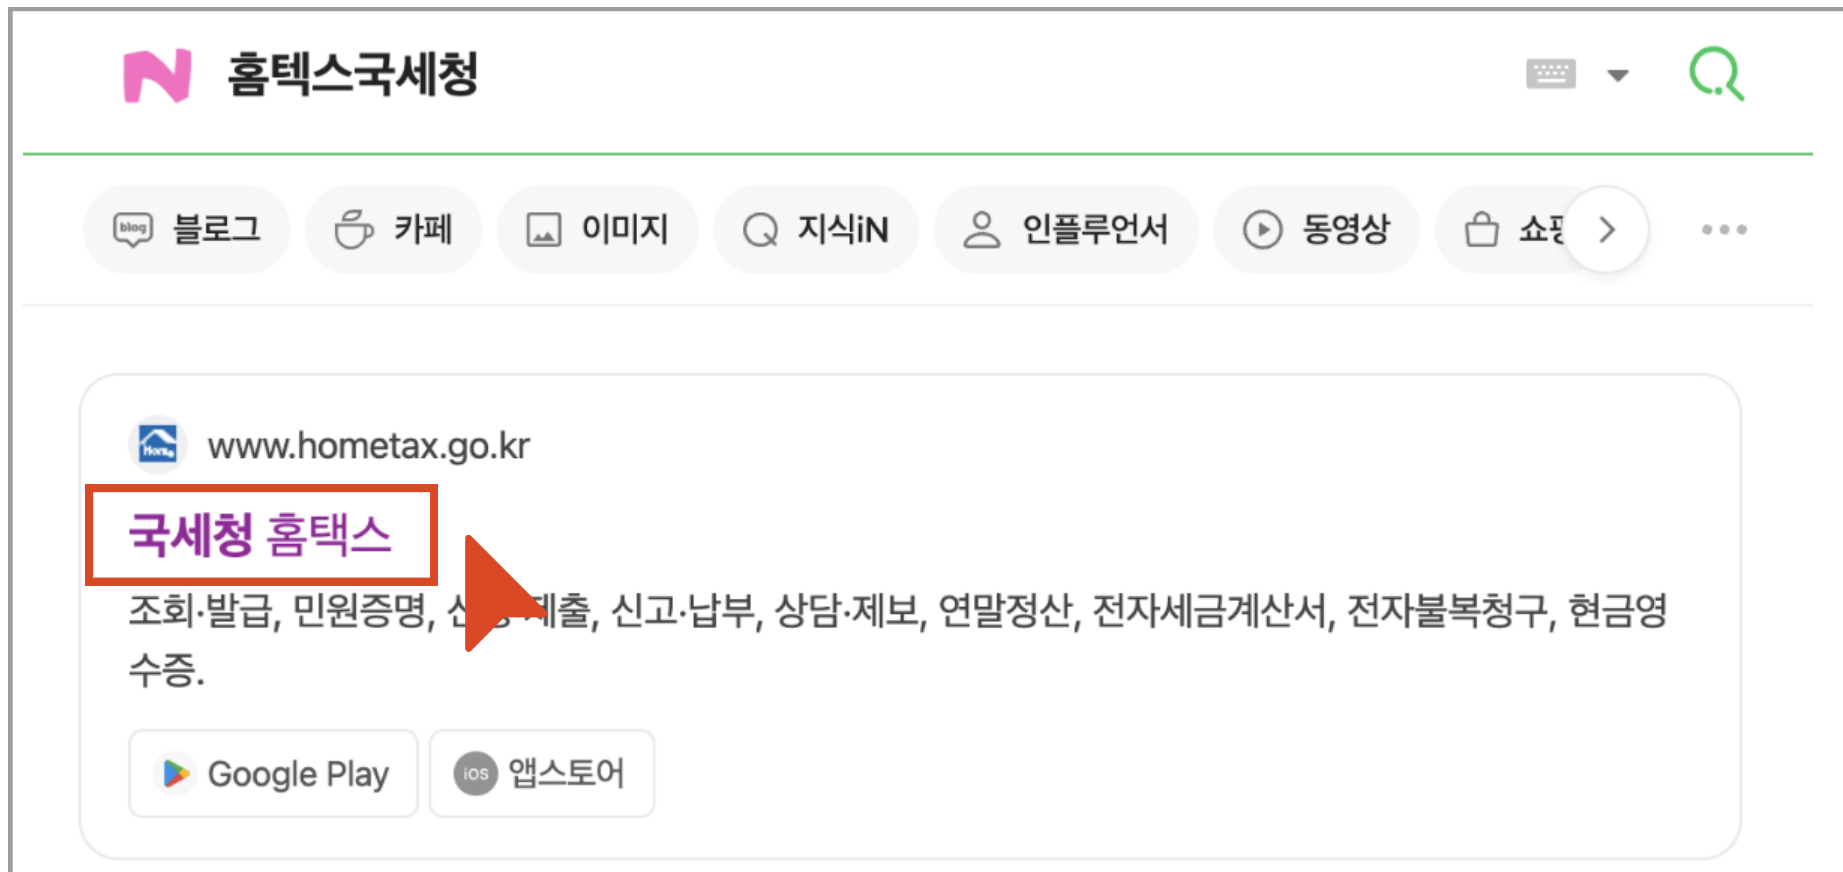 홈텍스국세청
blog 블로그 카페 이미지 지식iN 인플루언서 동영상
www.hometax.go.kr
국세청 홈택스
조회·발급, 민원증명, 제출, 신고·납부, 상담·제보, 연말정산, 전자세금계산서, 전자불복청구, 현금영
수증.
Google Play iOS 앱스토어